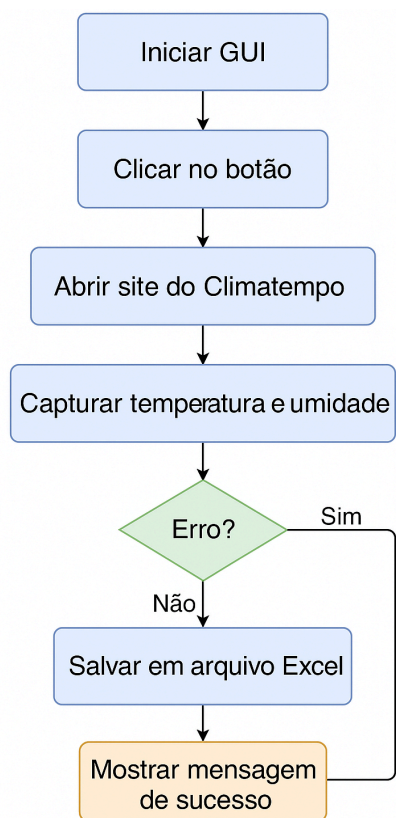 Iniciar GUI
Clicar no botão
Abrir site do Climatempo
Capturar temperatura e umidade
Erro?
Sim
Não
Salvar em arquivo Excel
Mostrar mensagem
de sucesso